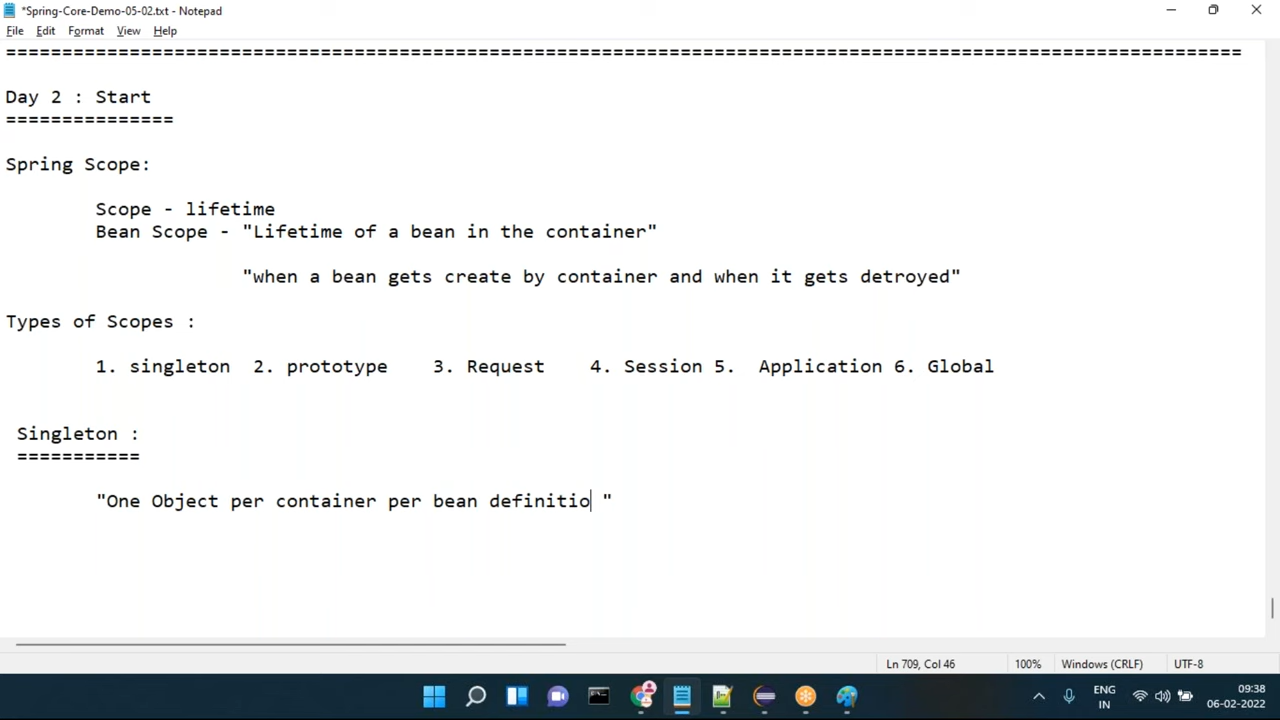 *Spring-Core-Demo-05-02.txt - Notepad
File Edit Format View Help
==============================================================================================================
Day 2 : Start
===============
Spring Scope:
Scope - lifetime
Bean Scope - "Lifetime of a bean in the container"
"when a bean gets create by container and when it gets detroyed"
Types of Scopes :
1. singleton 2. prototype 3. Request 4. Session 5. Application 6. Global
Singleton :
===========
"One Object per container per bean definitio "
Ln 709, Col 46 100% Windows (CRLF) UTF-8
ENG 09:38
IN 06-02-2022